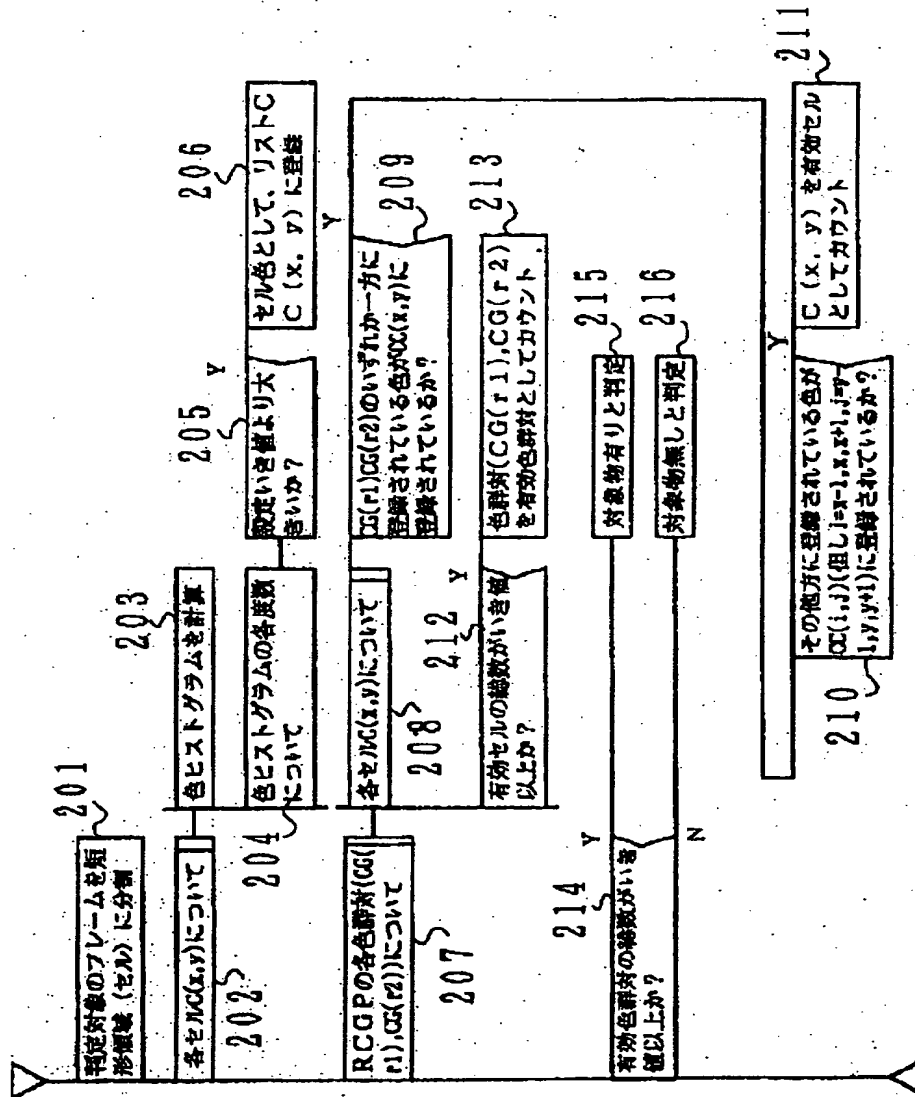 201
判定対象のフレームを短
形領域（セル）に分割
202
各セルC(x,y)について
203
色ヒストグラムを計算
204
色ヒストグラムの各度数
について
205
設定いき値より大
きいか？
Y
206
セル色として、リストC
C（x，y）に登録
207
RCGPの各色群対(CG(
r1),CG(r2))について
208
各セルC(x,y)について
209
CG(r1)CG(r2)のいずれか一方に
登録されている色がCC(x,y)に
登録されているか？
Y
210
その他方に登録されている色が
CC(i,j)(但しi=x-1,x,x+1,j=y-
1,y,y+1)に登録されているか？
Y
211
C（x，y）を有効セル
としてカウント
212
有効セルの総数がいき値
以上か？
Y
213
色群対(CG(r1),CG(r2)
を有効色群対としてカウント
214
有効色群対の総数がいき
値以上か？
Y
215
対象物有りと判定
N
216
対象物無しと判定